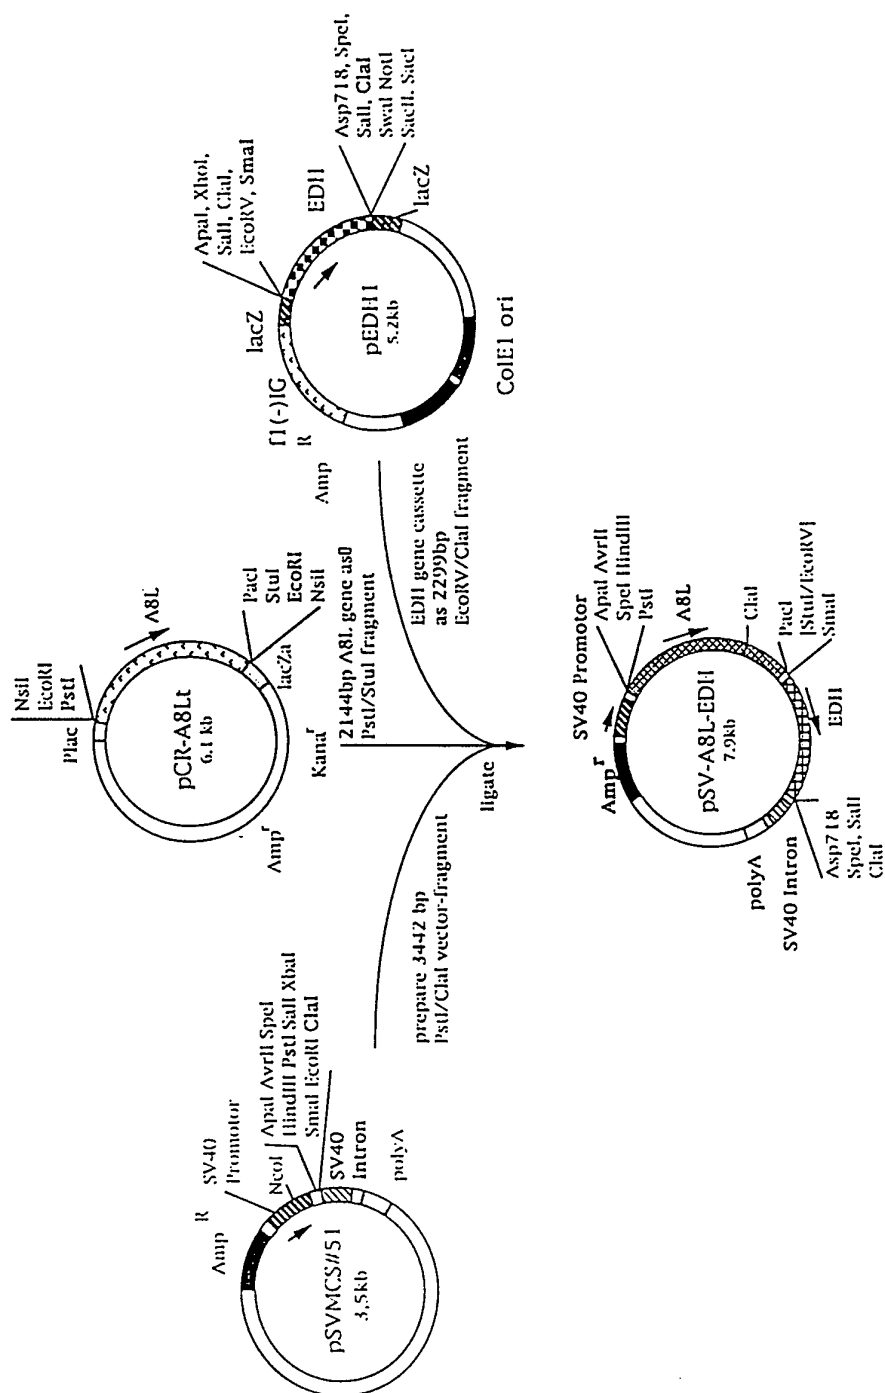 SV40
Promotor
R
Amp
NcoI
ApaI AvrII SpeI
HindIII PstI SalI XbaI
SmaI EcoRI ClaI
SV40
Intron
polyA
pSVMCS#51
3,5kb
prepare 3442 bp
PstI/ClaI vector-fragment
NsiI
EcoRI
PstI
Plac
A8L
pCR-A8Lt
6.1 kb
PacI
StuI
EcoRI
NsiI
lacZa
Kana r
Amp r
2144bp A8L gene as0
PstI/StuI fragment
ligate
ApaI, XhoI,
SalI, ClaI,
EcoRV, SmaI
lacZ
EDH
Asp718, SpeI,
SalI, ClaI
SwaI NotI
SacII, SacI
lacZ
pEDH1
5.2kb
f1(-)IG
R
Amp
ColE1 ori
EDH gene cassette
as 2299bp
EcoRV/ClaI fragment
SV40 Promotor
ApaI AvrII
SpeI HindIII
PstI
A8L
ClaI
PacI
[StuI/EcoRV]
SmaI
EDH
Amp r
pSV-A8L-EDH
7.9kb
polyA
SV40 Intron
Asp718
SpeI, SalI
ClaI